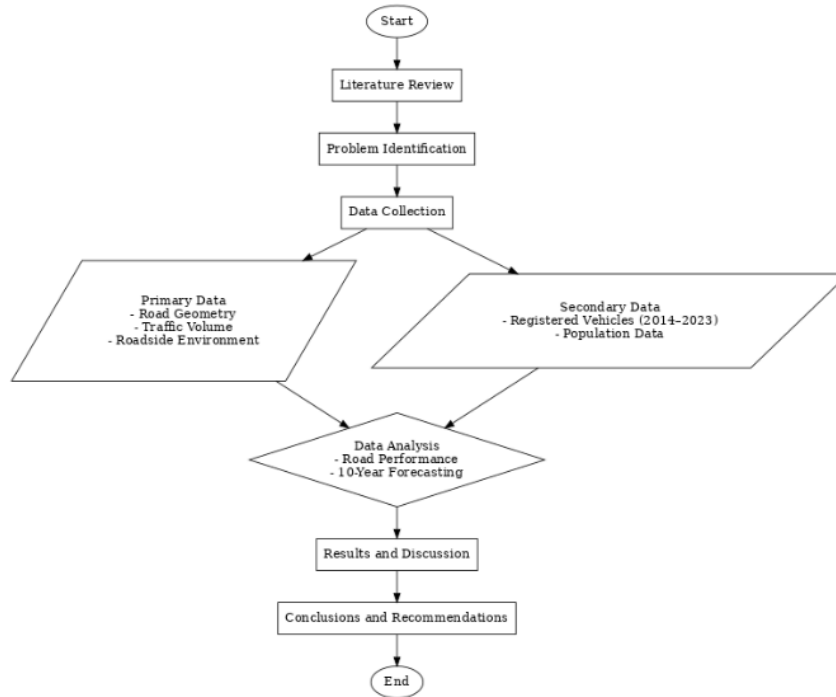 Start
Literature Review
Problem Identification
Data Collection
Primary Data
- Road Geometry
- Traffic Volume
- Roadside Environment
Secondary Data
- Registered Vehicles (2014–2023)
- Population Data
Data Analysis
- Road Performance
- 10-Year Forecasting
Results and Discussion
Conclusions and Recommendations
End